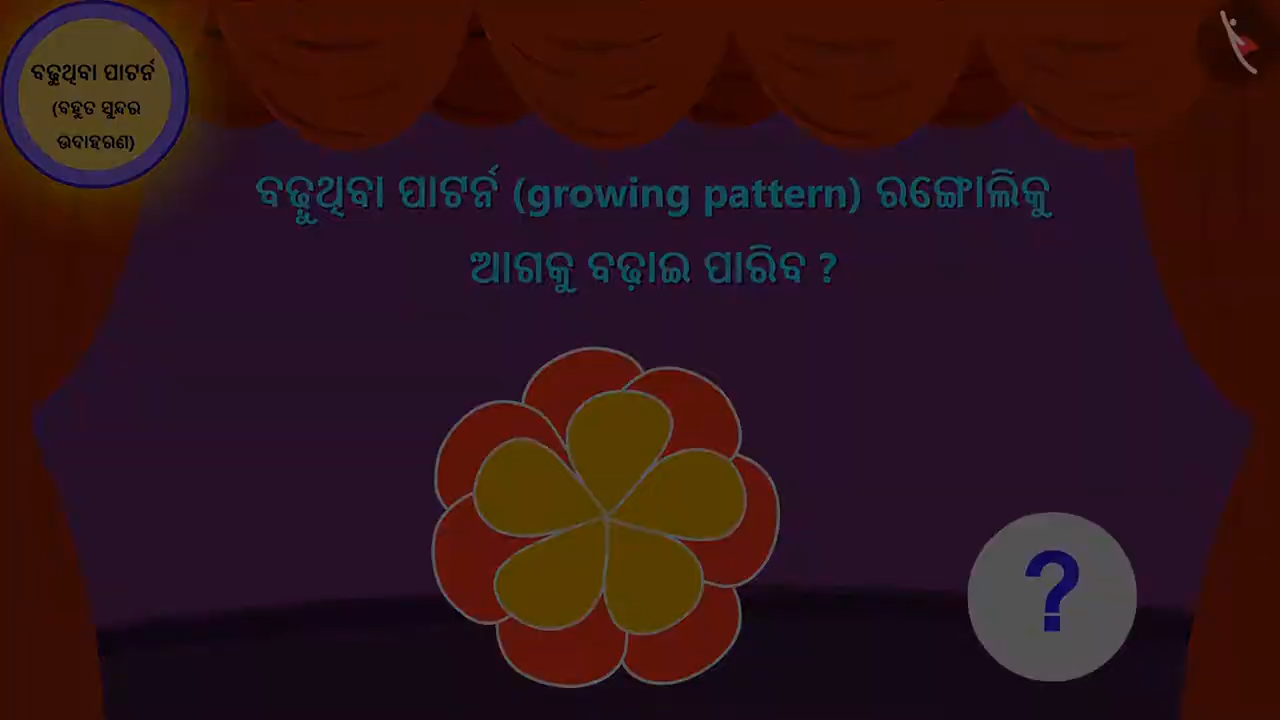 ବଢୁଥିବା ପାଟର୍ନ
(ବହୁତ ସୁନ୍ଦର
ଉଦାହରଣ)
ବଢୁଥିବା ପାଟର୍ନ (growing pattern) ରଙ୍ଗୋଲିକୁ
ଆଗକୁ ବଢ଼ାଇ ପାରିବ ?
?